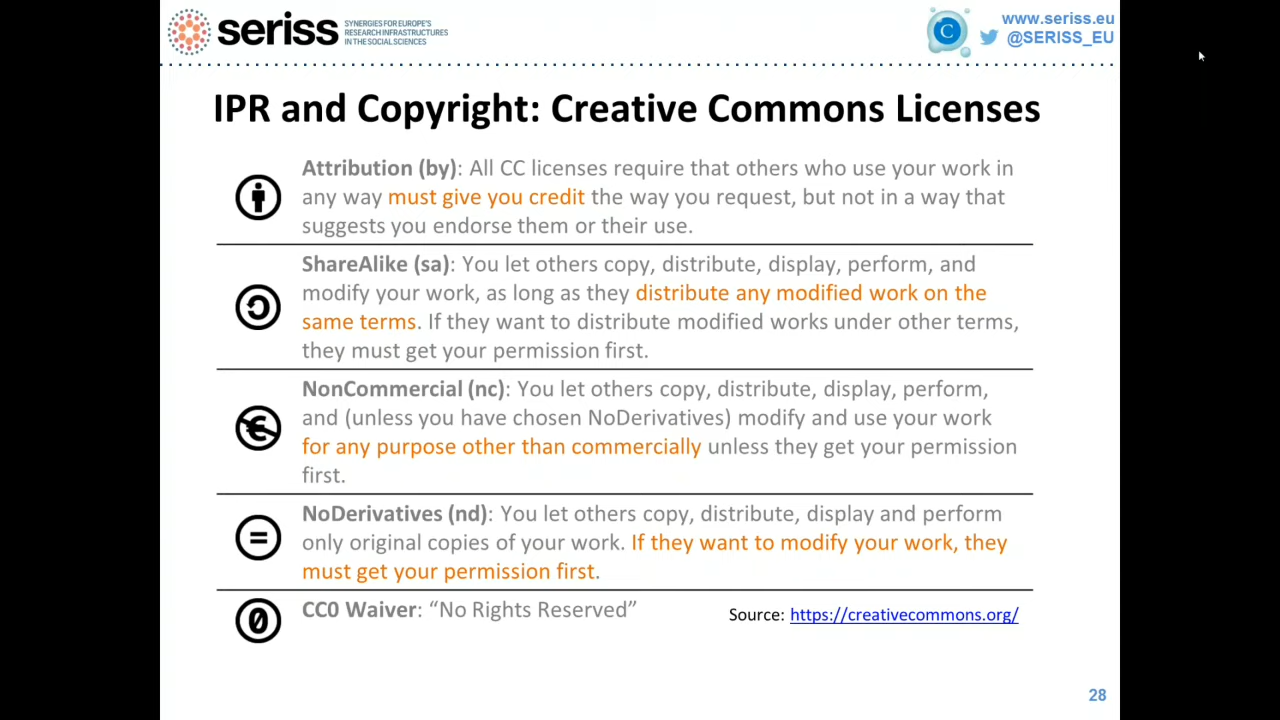 seriss
SYNERGIES FOR EUROPE'S
RESEARCH INFRASTRUCTURES
IN THE SOCIAL SCIENCES
C
www.seriss.eu
@SERISS_EU
IPR and Copyright: Creative Commons Licenses
Attribution (by): All CC licenses require that others who use your work in
any way must give you credit the way you request, but not in a way that
suggests you endorse them or their use.
ShareAlike (sa): You let others copy, distribute, display, perform, and
modify your work, as long as they distribute any modified work on the
same terms. If they want to distribute modified works under other terms,
they must get your permission first.
NonCommercial (nc): You let others copy, distribute, display, perform,
and (unless you have chosen NoDerivatives) modify and use your work
€
for any purpose other than commercially unless they get your permission
first.
NoDerivatives (nd): You let others copy, distribute, display and perform
=
only original copies of your work. If they want to modify your work, they
must get your permission first.
0
CC0 Waiver: “No Rights Reserved”
Source: https://creativecommons.org/
28